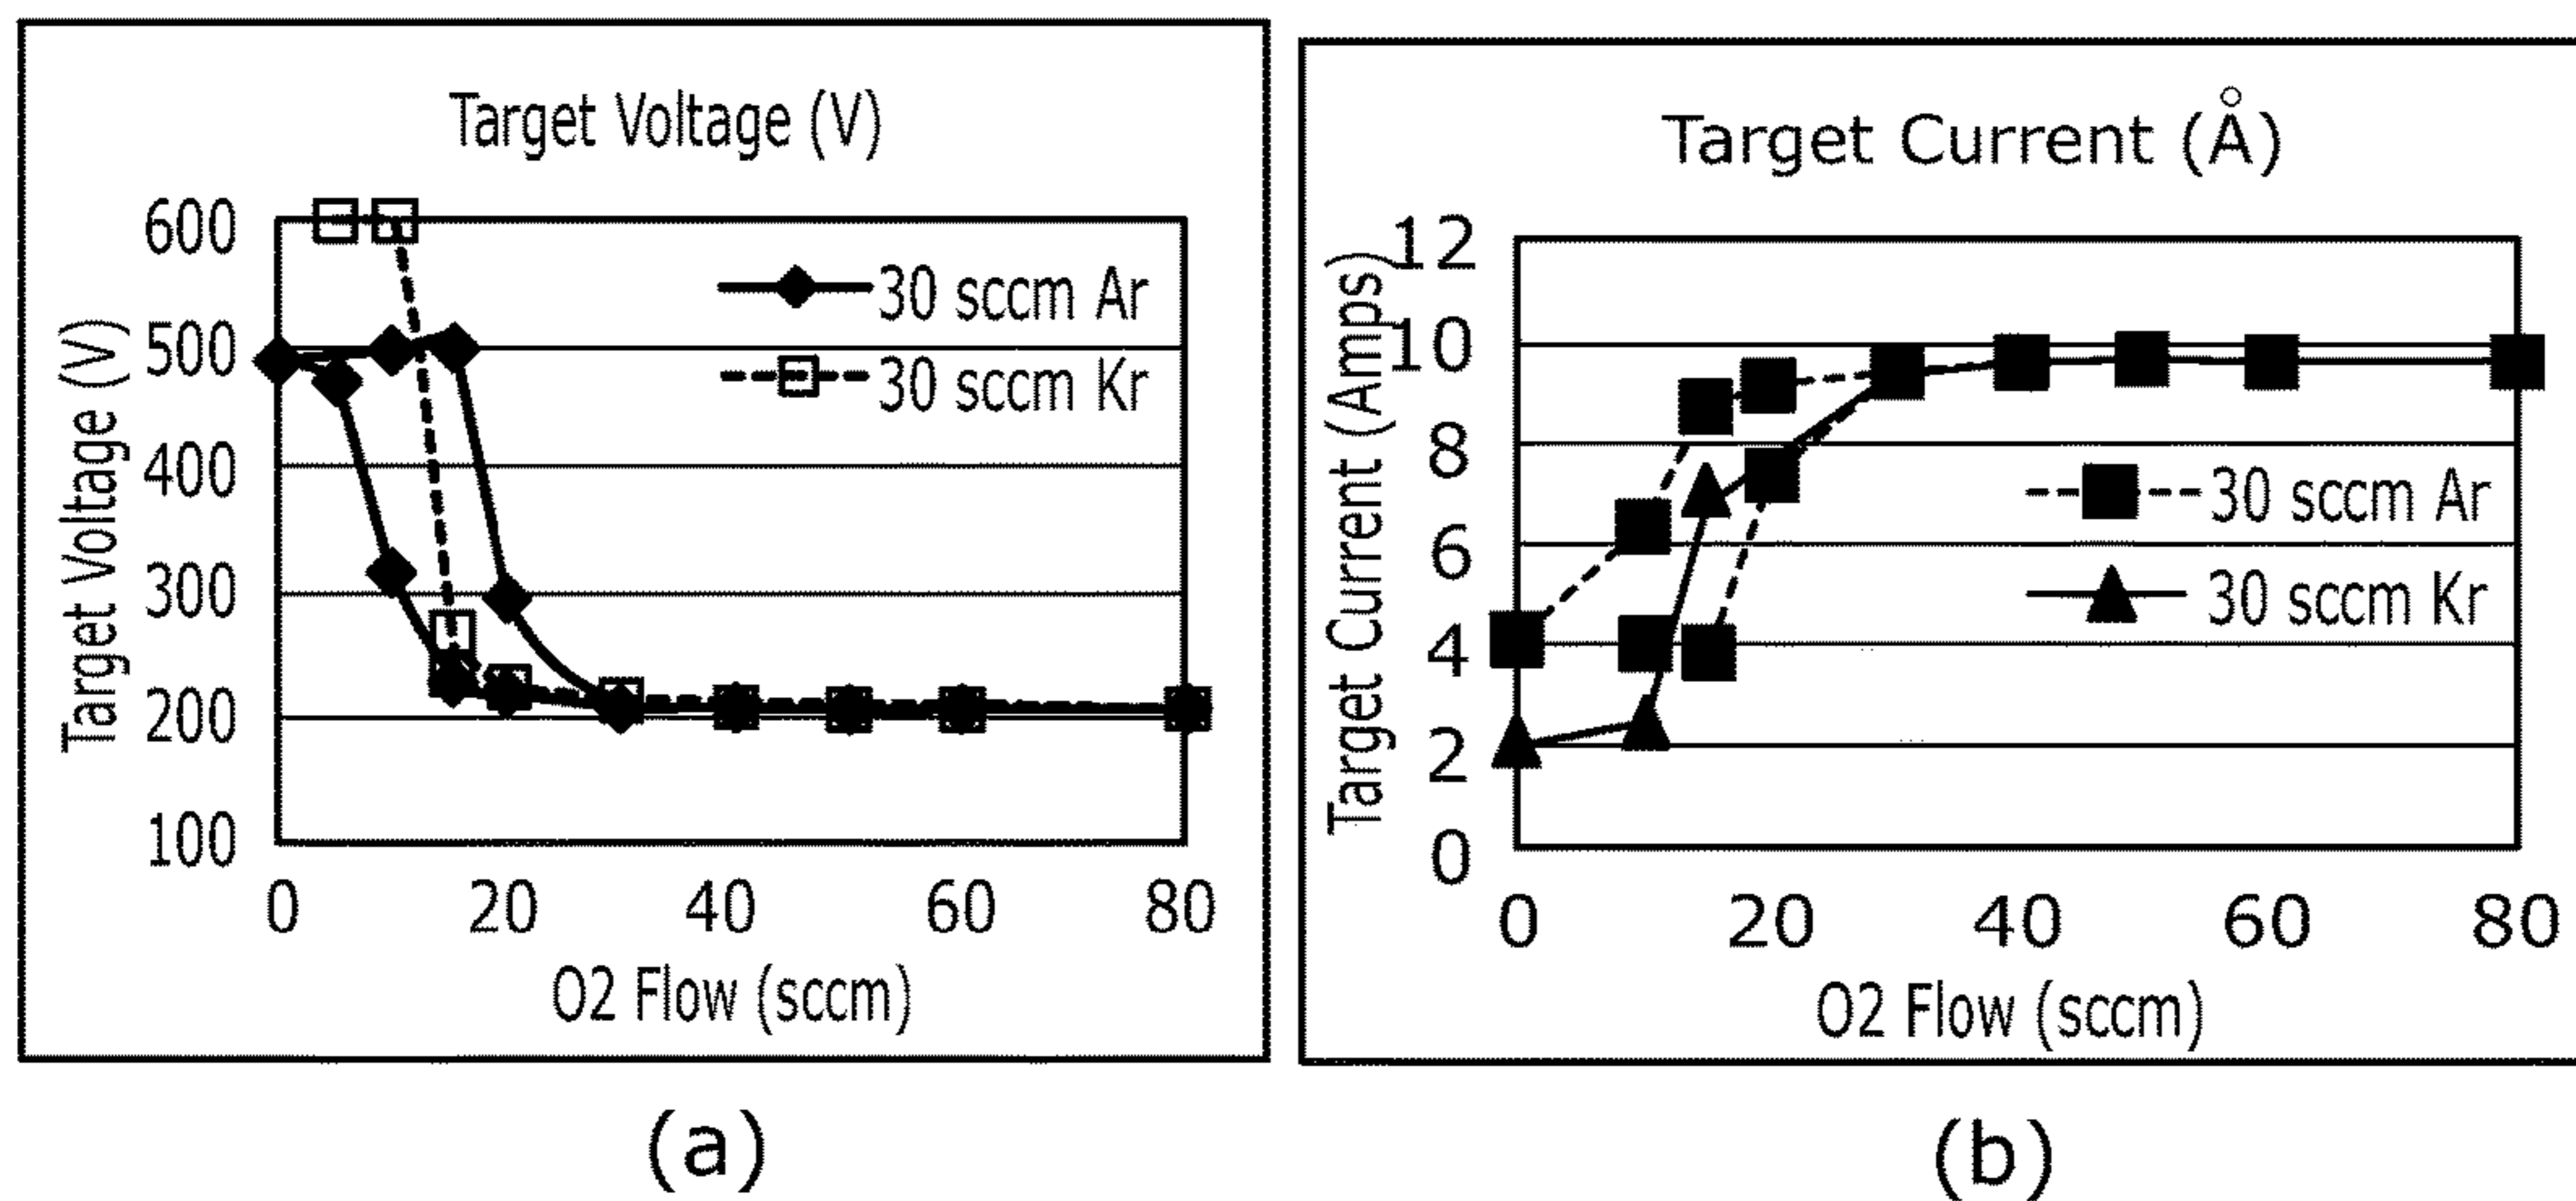 Target Voltage (V)
Target Voltage (V)
600
500
400
300
200
100
30 sccm Ar
30 sccm Kr
0 20 40 60 80
O2 Flow (sccm)
(a)
Target Current (Å)
Target Current (Amps)
12
10
8
6
4
2
0
30 sccm Ar
30 sccm Kr
0 20 40 60 80
O2 Flow (sccm)
(b)